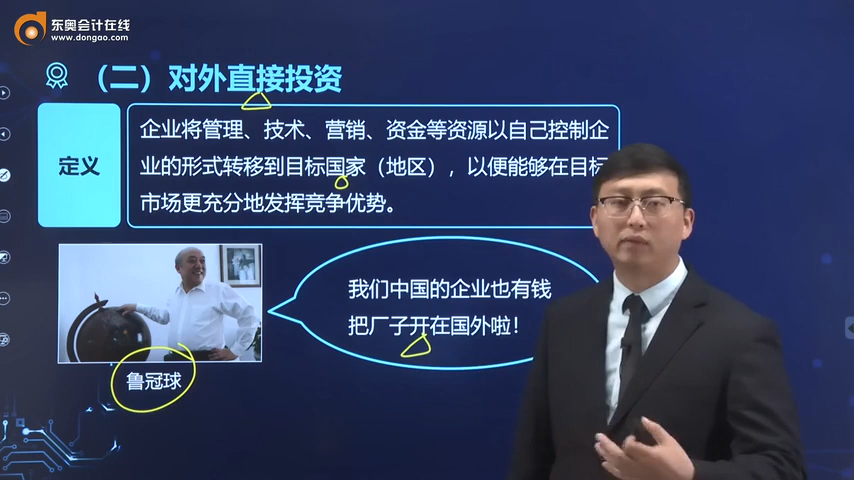 东奥会计在线
www.dongao.com
（二）对外直接投资
定义
企业将管理、技术、营销、资金等资源以自己控制企
业的形式转移到目标国家（地区），以便能够在目标
市场更充分地发挥竞争优势。
我们中国的企业也有钱
把厂子开在国外啦！
鲁冠球